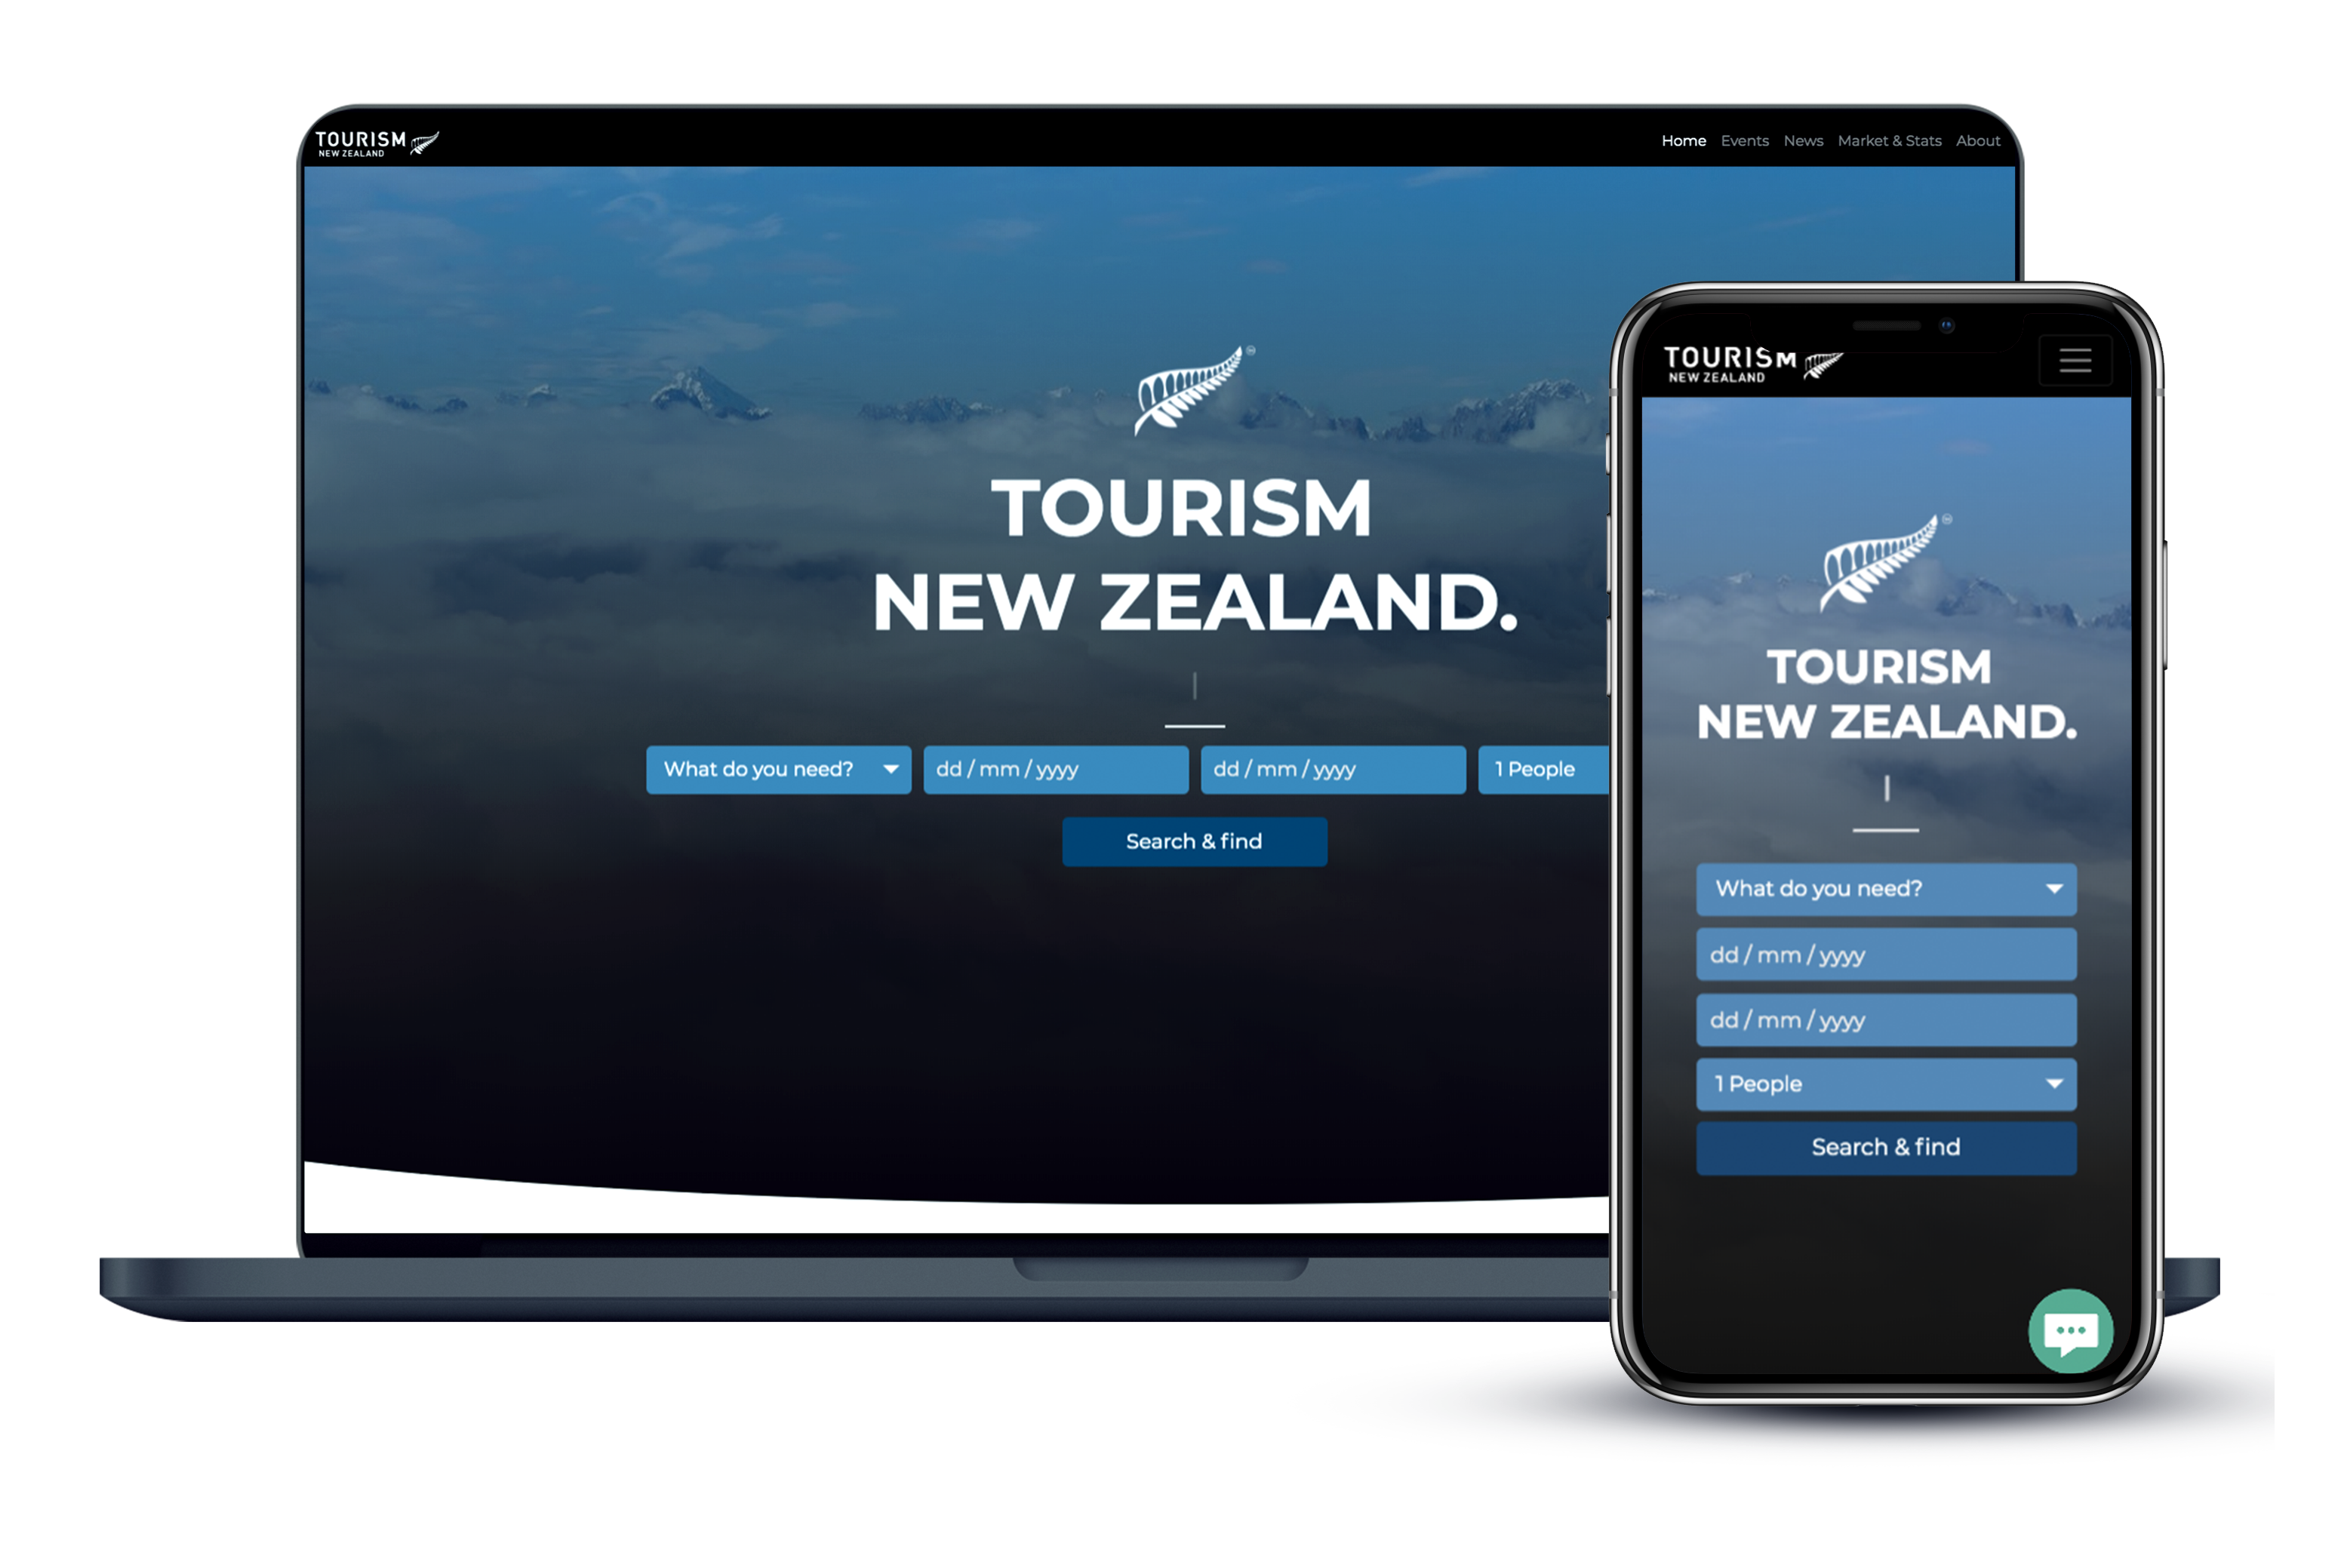 TOURISM
NEW ZEALAND
Home Events News Market & Stats About
TOURISM
NEW ZEALAND.
What do you need? dd / mm / yyyy dd / mm / yyyy 1 People
Search & find
TOURISM
NEW ZEALAND
TOURISM
NEW ZEALAND.
What do you need?
dd / mm / yyyy
dd / mm / yyyy
1 People
Search & find